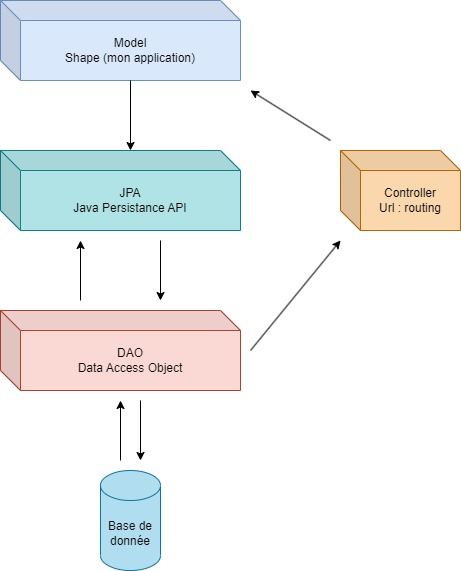 Model
Shape (mon application)
JPA
Java Persistance API
Controller
Url : routing
DAO
Data Access Object
Base de
donnée